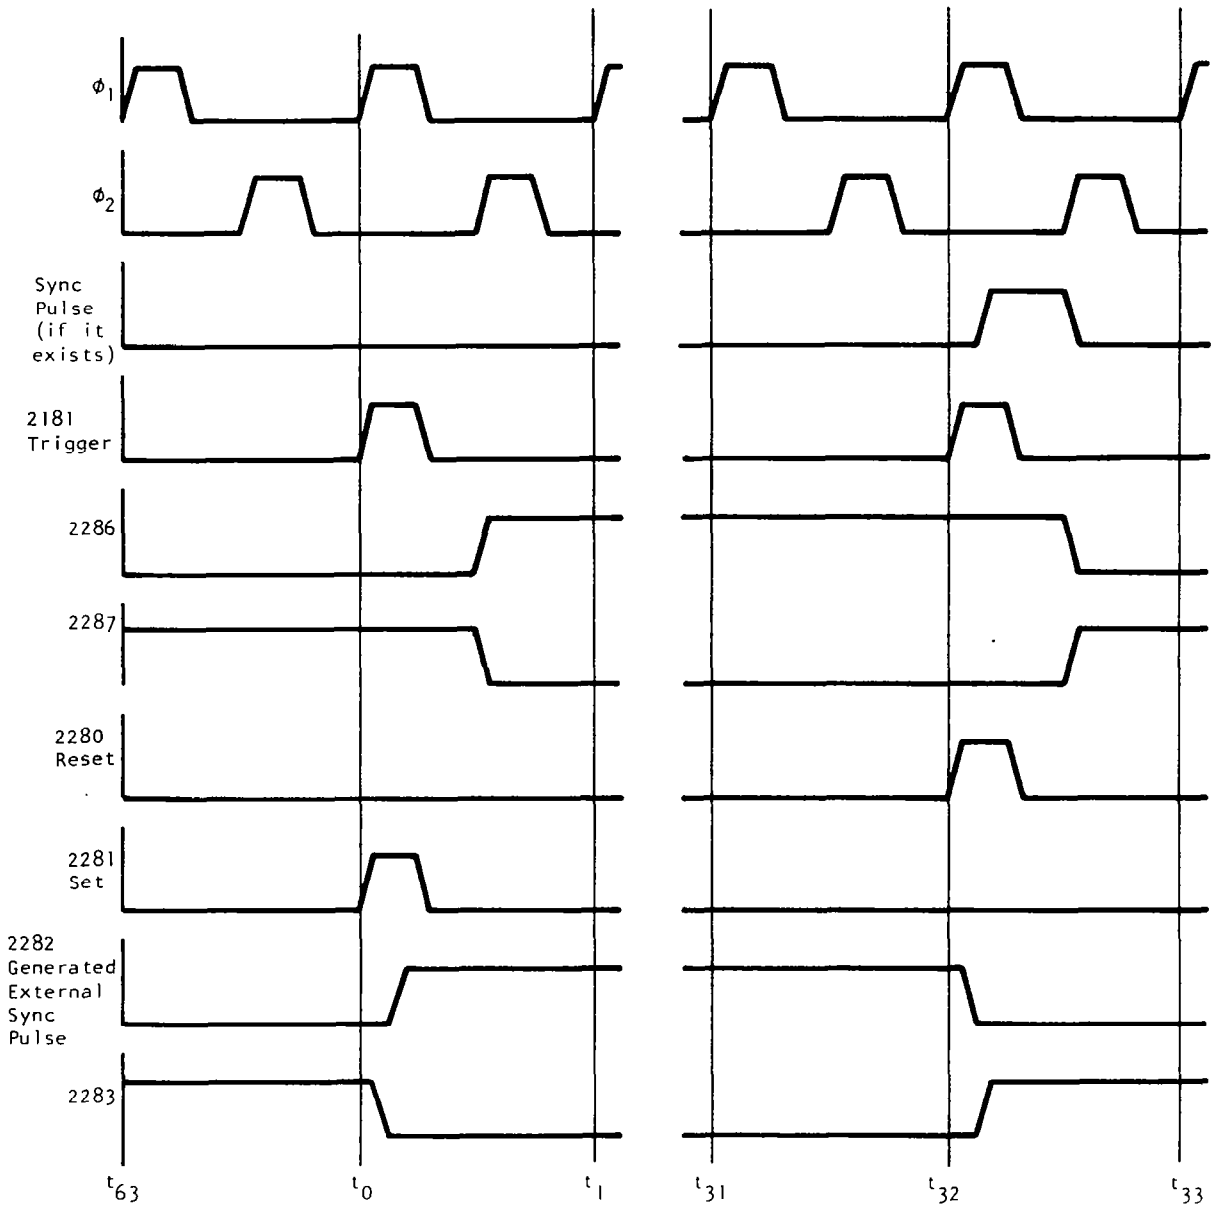 ϕ1
ϕ2
Sync
Pulse
(if it
exists)
2181
Trigger
2286
2287
2280
Reset
2281
Set
2282
Generated
External
Sync
Pulse
2283
t63 t0 t1 t31 t32 t33